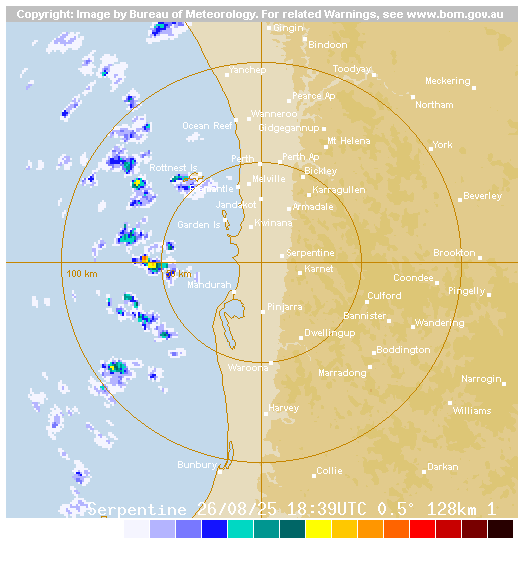 Copyright: Image by Bureau of Meteorology. For related Warnings, see www.bom.gov.au
Gingin
Bindoon
Yanchep
Toodyay
Meckering
Pearce Ap
Northam
Wanneroo
Ocean Reef
Gidgegannup
Mt Helena
York
Perth
Perth Ap
Rottnest Is
Bickley
Melville
Karragullen
Beverley
Jandakot
Armadale
Garden Is
Kwinana
Serpentine
Brookton
100 km
km
Karnet
Mandurah
Coondee
Pingelly
Culford
Pinjarra
Bannister
Wandering
Dwellingup
Boddington
Waroona
Marradong
Narrogin
Harvey
Williams
Bunbury
Collie
Darkan
Serpentine 26/08/25 18:39UTC 0.5° 128km 1